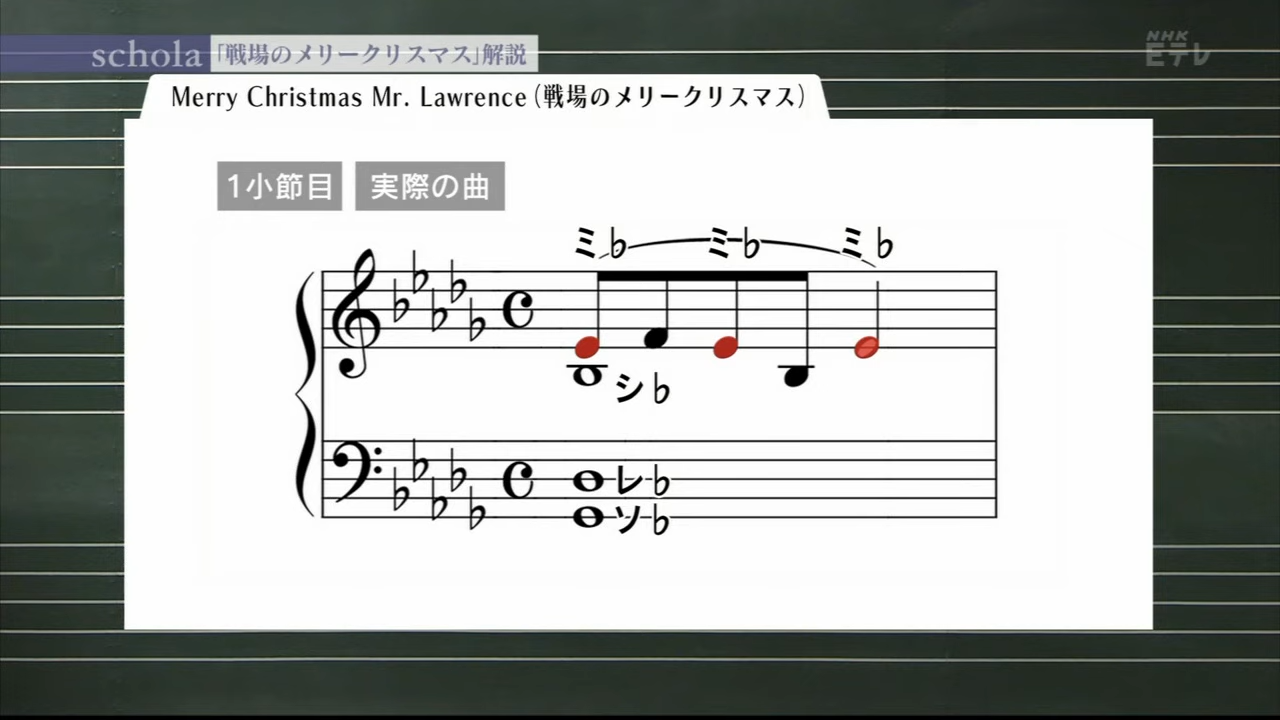 schola 「戦場のメリークリスマス」解説
NHK Eテレ
Merry Christmas Mr. Lawrence(戦場のメリークリスマス)
1小節目 実際の曲
ミ♭ ミ♭ ミ♭
シ♭
レ♭
ソ♭